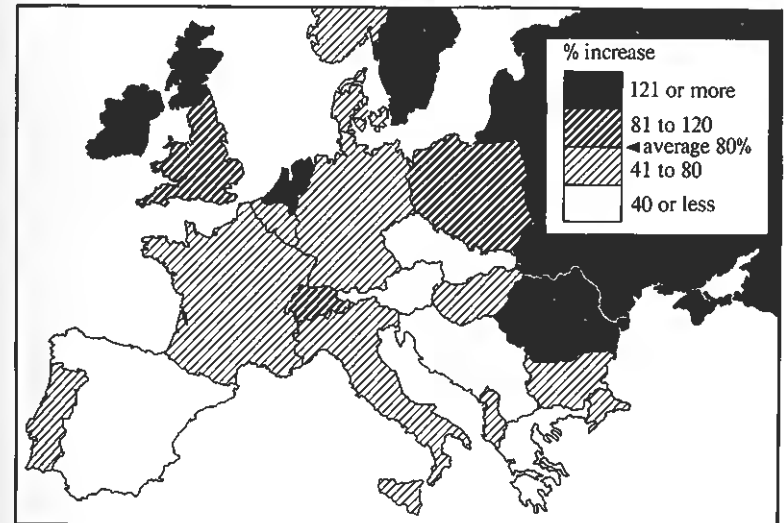 % increase
121 or more
81 to 120
◄average 80%
41 to 80
40 or less